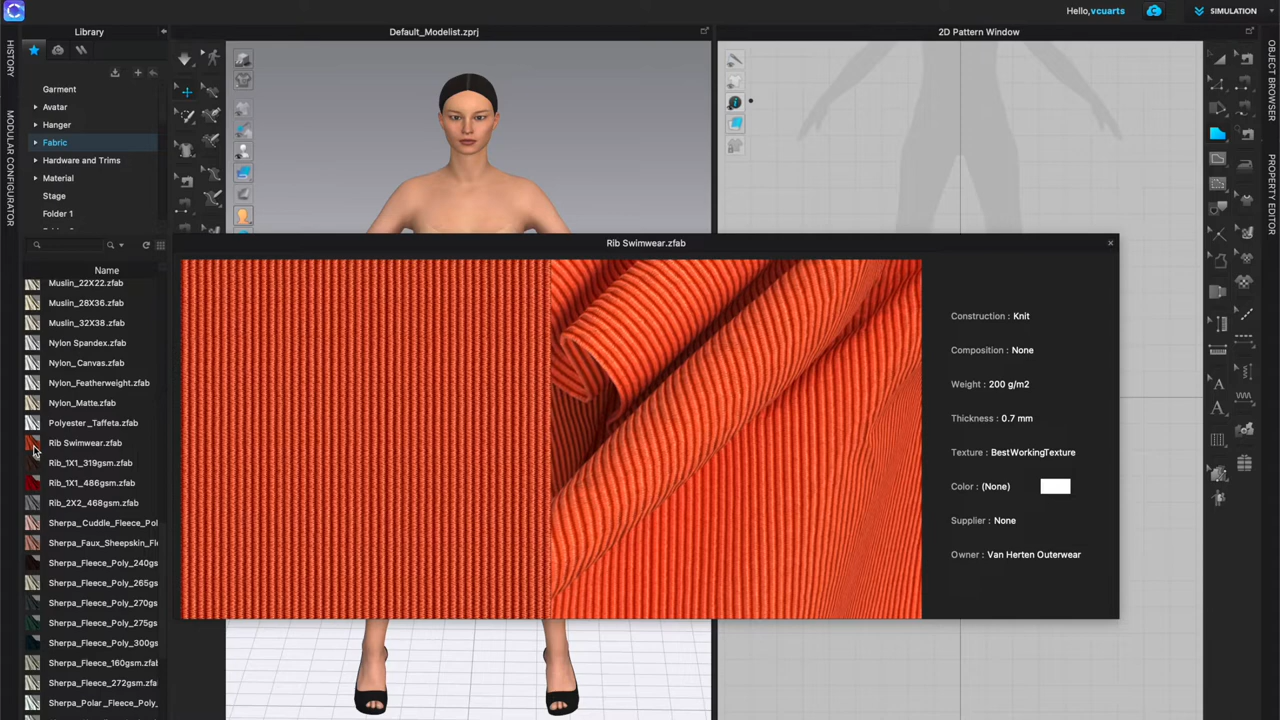 Hello,vcuarts
SIMULATION
Library
Default_Modelist.zprj
2D Pattern Window
HISTORY
MODULAR CONFIGURATOR
OBJECT BROWSER
PROPERTY EDITOR
Garment
Avatar
Hanger
Fabric
Hardware and Trims
Material
Stage
Folder 1
Name
Muslin_22X22.zfab
Muslin_28X36.zfab
Muslin_32X38.zfab
Nylon Spandex.zfab
Nylon_Canvas.zfab
Nylon_Featherweight.zfab
Nylon_Matte.zfab
Polyester_Taffeta.zfab
Rib Swimwear.zfab
Rib_1X1_319gsm.zfab
Rib_1X1_486gsm.zfab
Rib_2X2_468gsm.zfab
Sherpa_Cuddle_Fleece_Pol
Sherpa_Faux_Sheepskin_Fle
Sherpa_Fleece_Poly_240gs
Sherpa_Fleece_Poly_265gs
Sherpa_Fleece_Poly_270gs
Sherpa_Fleece_Poly_275gs
Sherpa_Fleece_Poly_300gs
Sherpa_Fleece_160gsm.zfab
Sherpa_Fleece_272gsm.zfa
Sherpa_Polar_Fleece_Poly_
Rib Swimwear.zfab
Construction : Knit
Composition : None
Weight : 200 g/m2
Thickness : 0.7 mm
Texture : BestWorkingTexture
Color : (None)
Supplier : None
Owner : Van Herten Outerwear